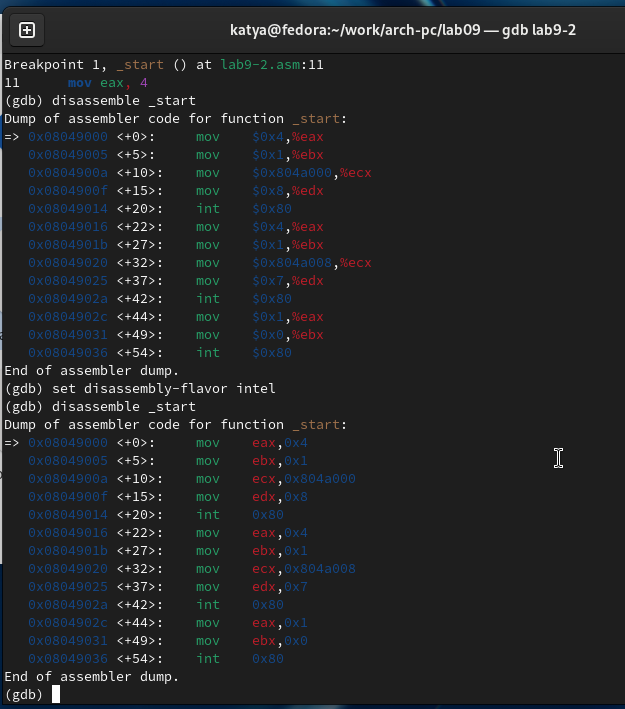 katya@fedora:~/work/arch-pc/lab09 — gdb lab9-2
Breakpoint 1, _start () at lab9-2.asm:11
11      mov eax, 4
(gdb) disassemble _start
Dump of assembler code for function _start:
=> 0x08049000 <+0>:     mov    $0x4,%eax
   0x08049005 <+5>:     mov    $0x1,%ebx
   0x0804900a <+10>:    mov    $0x804a000,%ecx
   0x0804900f <+15>:    mov    $0x8,%edx
   0x08049014 <+20>:    int    $0x80
   0x08049016 <+22>:    mov    $0x4,%eax
   0x0804901b <+27>:    mov    $0x1,%ebx
   0x08049020 <+32>:    mov    $0x804a008,%ecx
   0x08049025 <+37>:    mov    $0x7,%edx
   0x0804902a <+42>:    int    $0x80
   0x0804902c <+44>:    mov    $0x1,%eax
   0x08049031 <+49>:    mov    $0x0,%ebx
   0x08049036 <+54>:    int    $0x80
End of assembler dump.
(gdb) set disassembly-flavor intel
(gdb) disassemble _start
Dump of assembler code for function _start:
=> 0x08049000 <+0>:     mov    eax,0x4
   0x08049005 <+5>:     mov    ebx,0x1
   0x0804900a <+10>:    mov    ecx,0x804a000
   0x0804900f <+15>:    mov    edx,0x8
   0x08049014 <+20>:    int    0x80
   0x08049016 <+22>:    mov    eax,0x4
   0x0804901b <+27>:    mov    ebx,0x1
   0x08049020 <+32>:    mov    ecx,0x804a008
   0x08049025 <+37>:    mov    edx,0x7
   0x0804902a <+42>:    int    0x80
   0x0804902c <+44>:    mov    eax,0x1
   0x08049031 <+49>:    mov    ebx,0x0
   0x08049036 <+54>:    int    0x80
End of assembler dump.
(gdb)